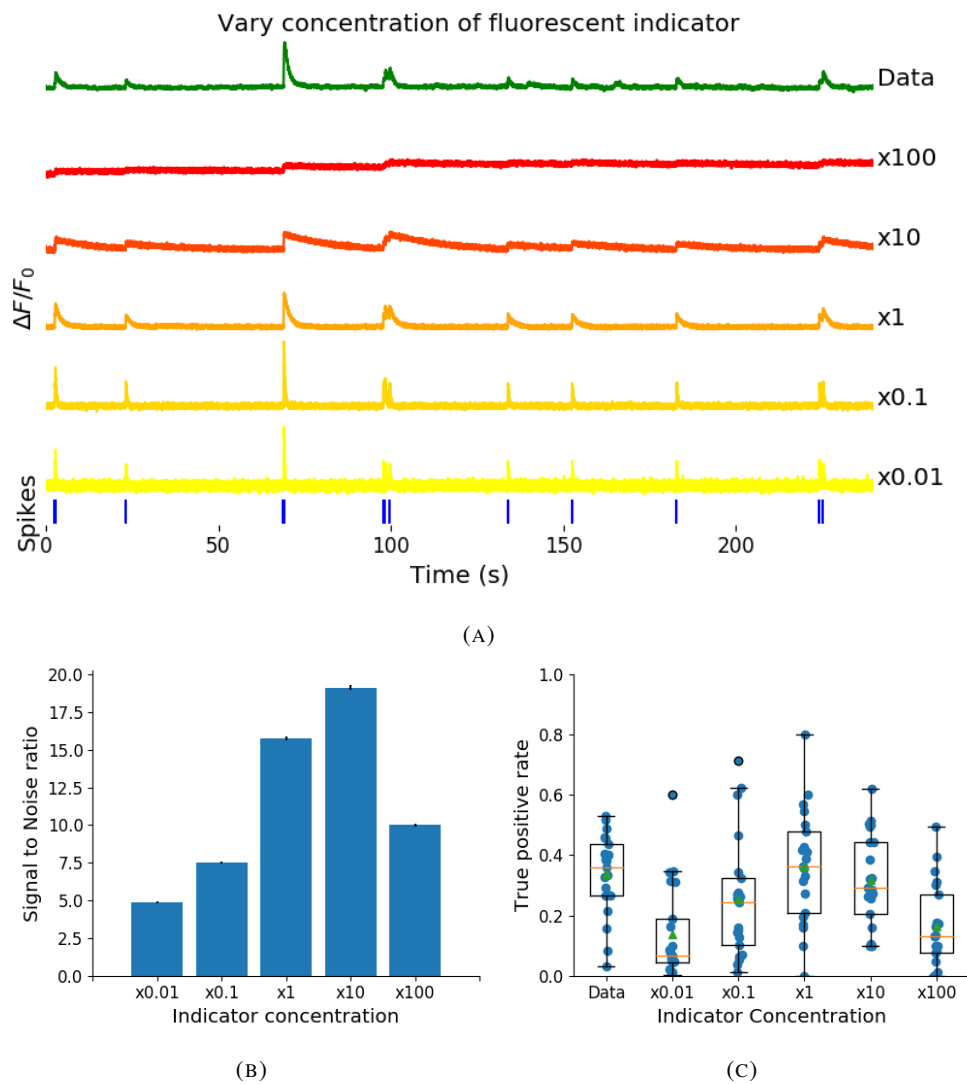 Vary concentration of fluorescent indicator
Data
x100
x10
ΔF/F₀
x1
x0.1
x0.01
Spikes
0 50 100 150 200
Time (s)
(A)
20.0
17.5
15.0
12.5
10.0
7.5
5.0
2.5
0.0
Signal to Noise ratio
x0.01 x0.1 x1 x10 x100
Indicator concentration
(B)
1.0
0.8
0.6
0.4
0.2
0.0
True positive rate
Data x0.01 x0.1 x1 x10 x100
Indicator Concentration
(C)